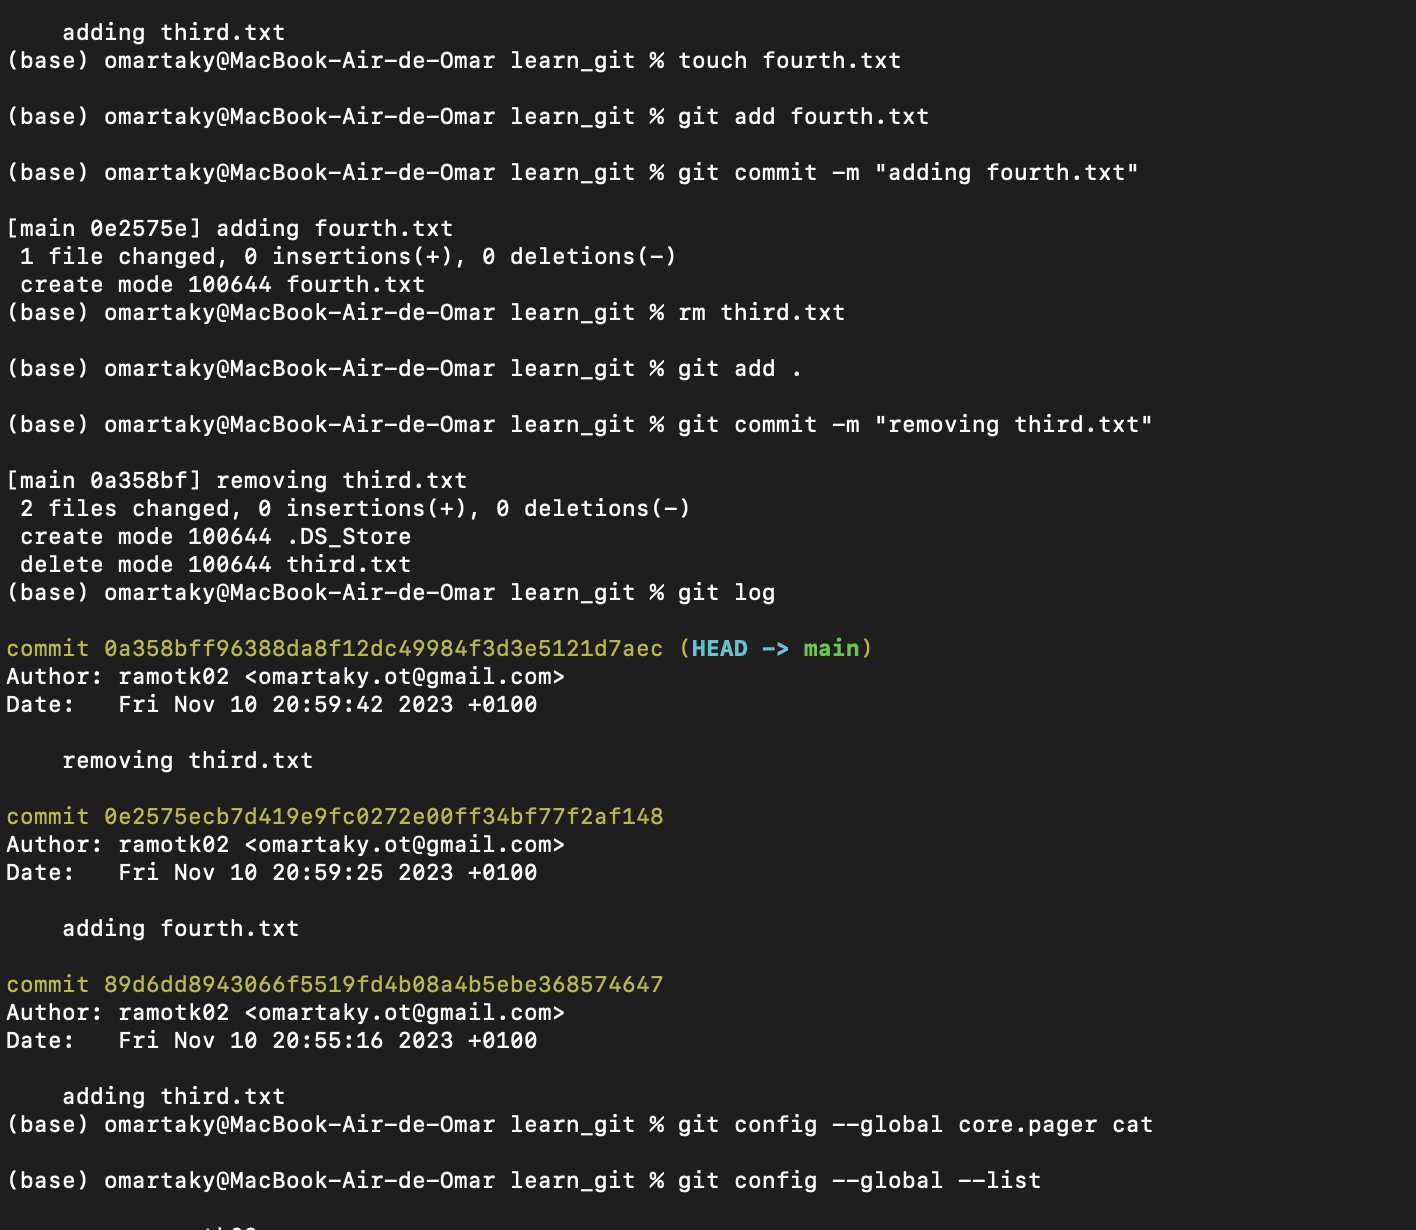 adding third.txt
(base) omartaky@MacBook-Air-de-Omar learn_git % touch fourth.txt
(base) omartaky@MacBook-Air-de-Omar learn_git % git add fourth.txt
(base) omartaky@MacBook-Air-de-Omar learn_git % git commit -m "adding fourth.txt"
[main 0e2575e] adding fourth.txt
1 file changed, 0 insertions(+), 0 deletions(-)
create mode 100644 fourth.txt
(base) omartaky@MacBook-Air-de-Omar learn_git % rm third.txt
(base) omartaky@MacBook-Air-de-Omar learn_git % git add .
(base) omartaky@MacBook-Air-de-Omar learn_git % git commit -m "removing third.txt"
[main 0a358bf] removing third.txt
2 files changed, 0 insertions(+), 0 deletions(-)
create mode 100644 .DS_Store
delete mode 100644 third.txt
(base) omartaky@MacBook-Air-de-Omar learn_git % git log
commit 0a358bff96388da8f12dc49984f3d3e5121d7aec (HEAD -> main)
Author: ramotk02 <omartaky.ot@gmail.com>
Date:   Fri Nov 10 20:59:42 2023 +0100
removing third.txt
commit 0e2575ecb7d419e9fc0272e00ff34bf77f2af148
Author: ramotk02 <omartaky.ot@gmail.com>
Date:   Fri Nov 10 20:59:25 2023 +0100
adding fourth.txt
commit 89d6dd8943066f5519fd4b08a4b5ebe368574647
Author: ramotk02 <omartaky.ot@gmail.com>
Date:   Fri Nov 10 20:55:16 2023 +0100
adding third.txt
(base) omartaky@MacBook-Air-de-Omar learn_git % git config --global core.pager cat
(base) omartaky@MacBook-Air-de-Omar learn_git % git config --global --list